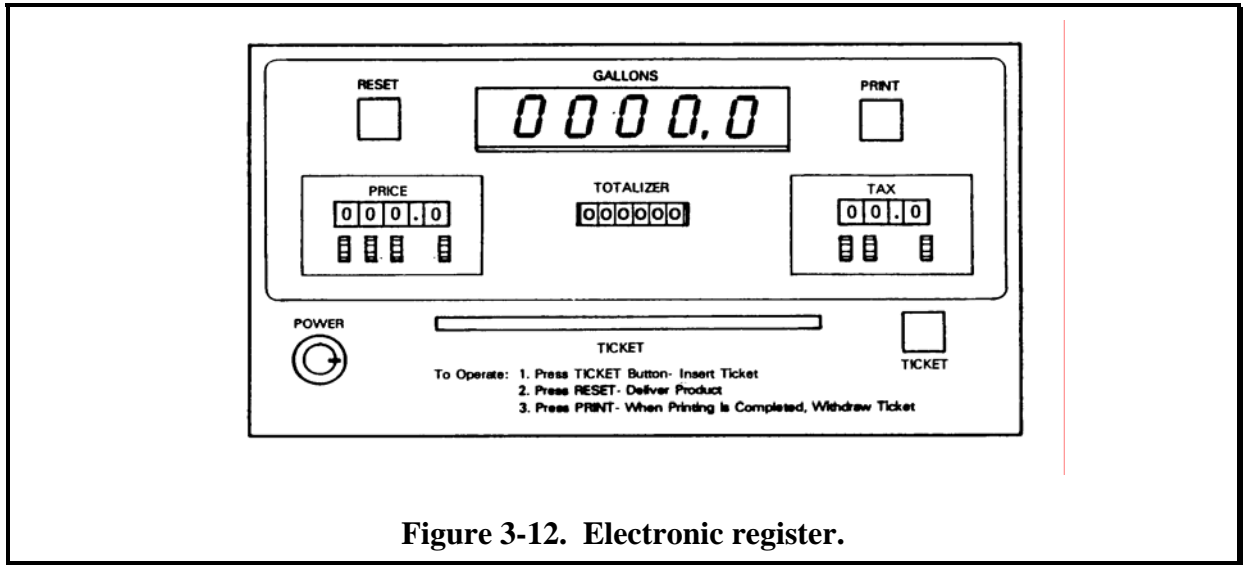 GALLONS
RESET
0000.0
PRINT
PRICE
000.0
TOTALIZER
000000
TAX
00.0
POWER
TICKET
TICKET
To Operate: 1. Press TICKET Button- Insert Ticket
2. Press RESET- Deliver Product
3. Press PRINT- When Printing Is Completed, Withdraw Ticket
Figure 3-12. Electronic register.